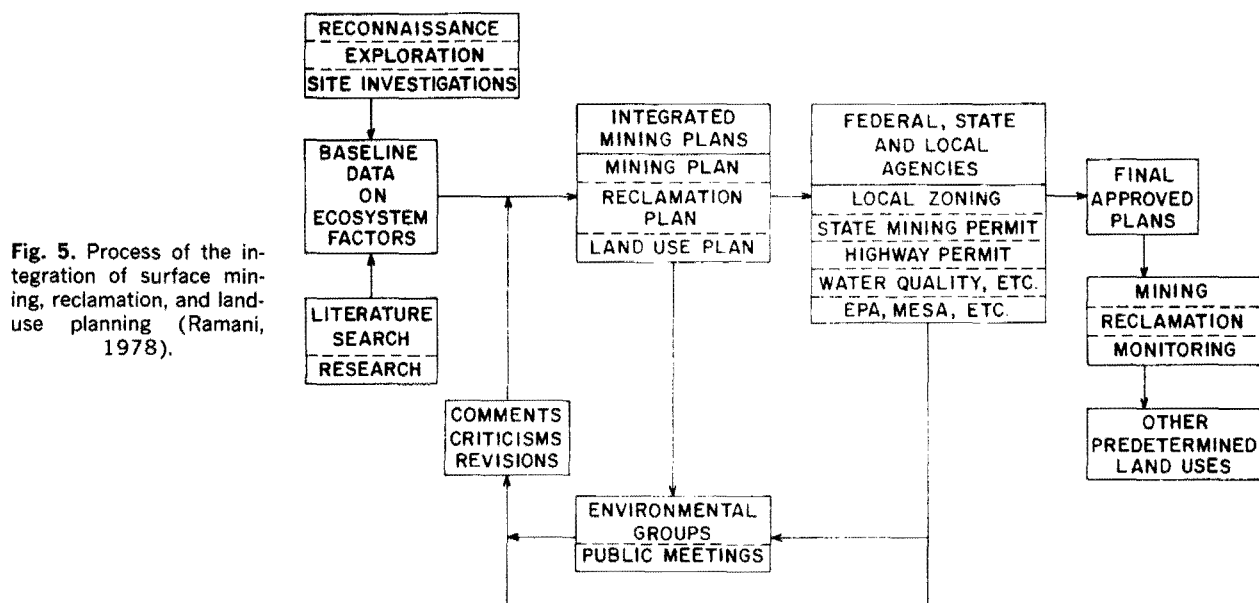 RECONNAISSANCE
EXPLORATION
SITE INVESTIGATIONS
BASELINE
DATA
ON
ECOSYSTEM
FACTORS
LITERATURE
SEARCH
RESEARCH
Fig. 5. Process of the in-
tegration of surface min-
ing, reclamation, and land-
use planning (Ramani,
1978).
COMMENTS
CRITICISMS
REVISIONS
INTEGRATED
MINING PLANS
MINING PLAN
RECLAMATION
PLAN
LAND USE PLAN
ENVIRONMENTAL
GROUPS
PUBLIC MEETINGS
FEDERAL, STATE
AND LOCAL
AGENCIES
LOCAL ZONING
STATE MINING PERMIT
HIGHWAY PERMIT
WATER QUALITY, ETC.
EPA, MESA, ETC.
FINAL
APPROVED
PLANS
MINING
RECLAMATION
MONITORING
OTHER
PREDETERMINED
LAND USES